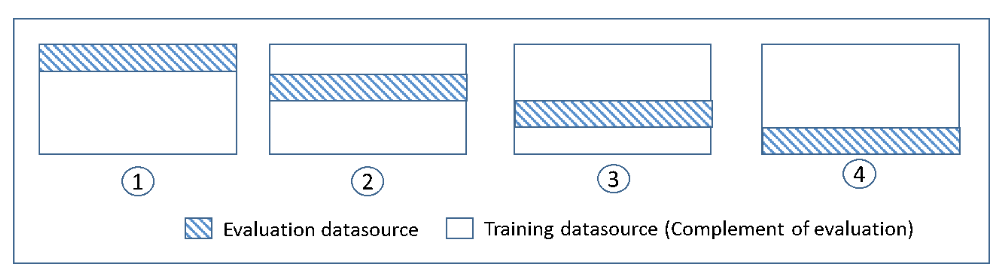 1 2 3 4
Evaluation datasource Training datasource (Complement of evaluation)